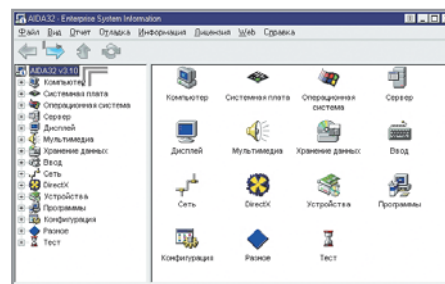 AIDA32 - Enterprise System Information
Файл Вид Отчет Отладка Информация Лицензия Web Справка
AIDA32 v3.10
Компьютер
Системная плата
Операционная система
Сервер
Дисплей
Мультимедиа
Хранение данных
Ввод
Сеть
DirectX
Устройства
Программы
Конфигурация
Разное
Тест
Компьютер Системная плата Операционная система Сервер
Дисплей Мультимедиа Хранение данных Ввод
Сеть DirectX Устройства Программы
Конфигурация Разное Тест